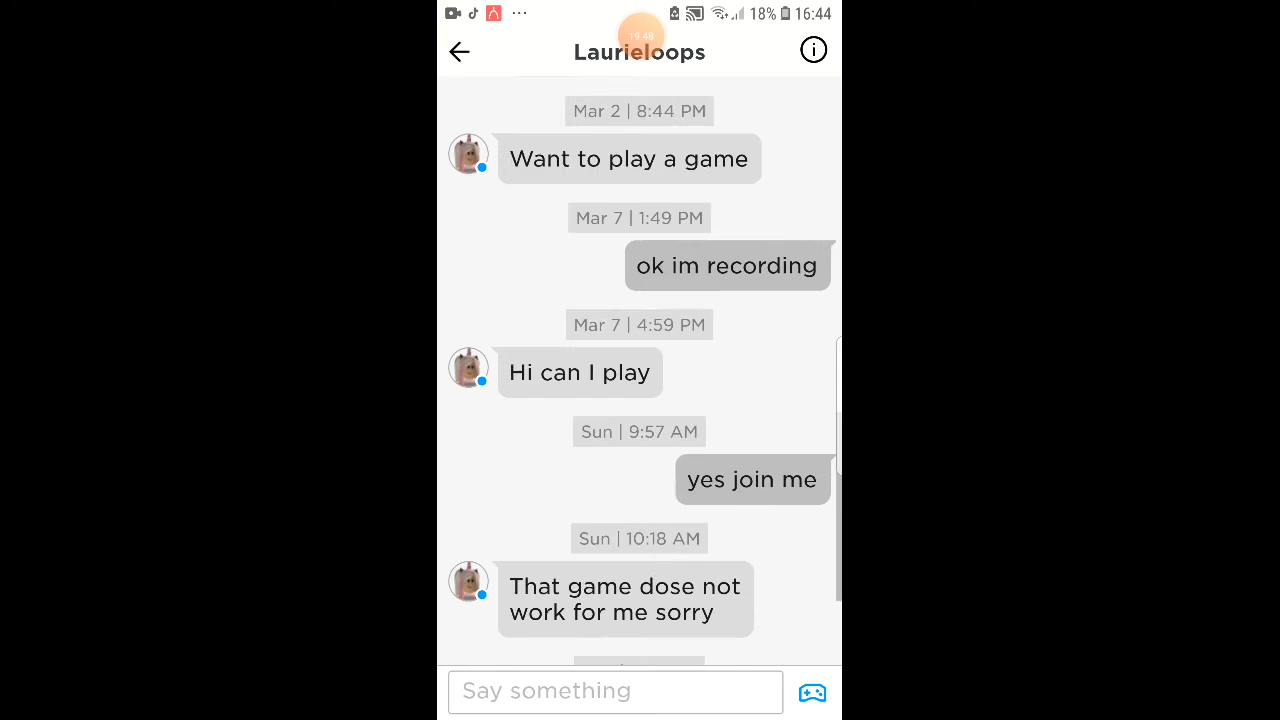 18% 16:44
19.48
Laurieloops
Mar 2 | 8:44 PM
Want to play a game
Mar 7 | 1:49 PM
ok im recording
Mar 7 | 4:59 PM
Hi can I play
Sun | 9:57 AM
yes join me
Sun | 10:18 AM
That game dose not
work for me sorry
Say something